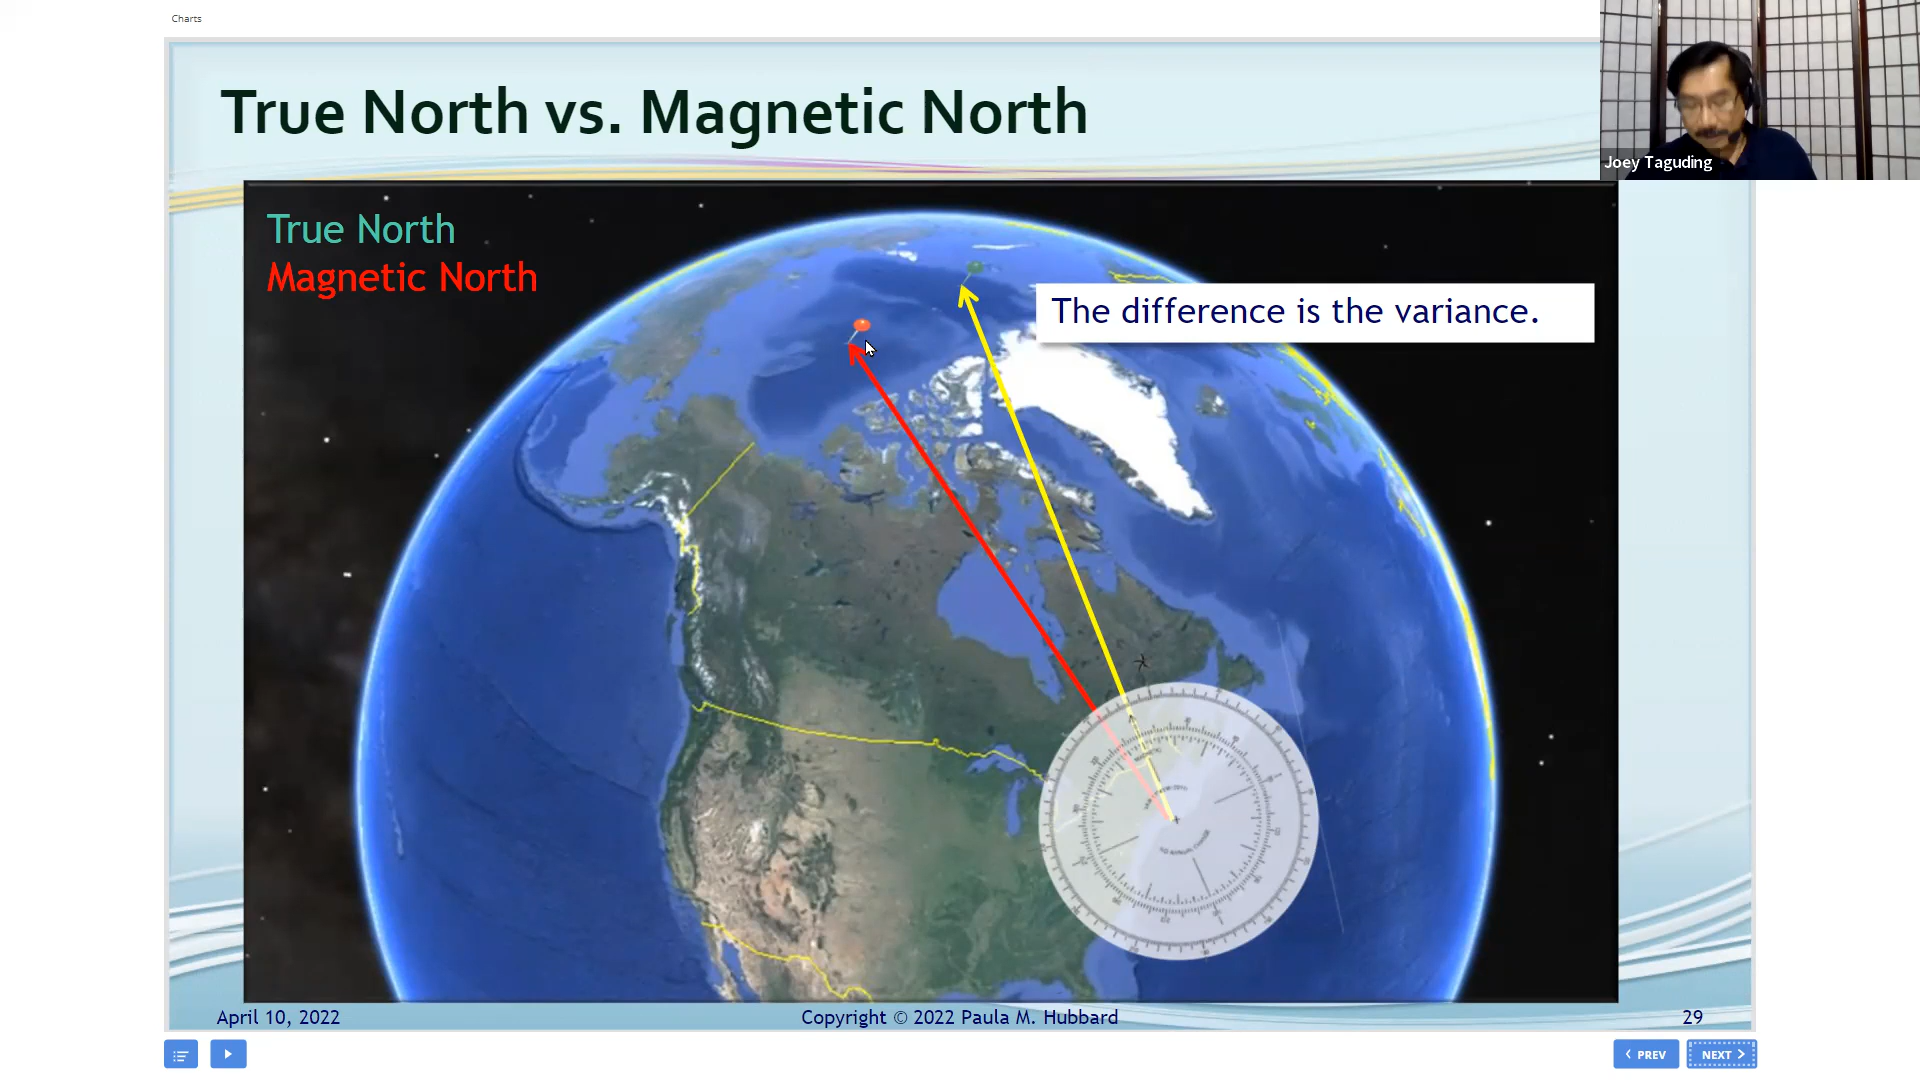 Charts
True North vs. Magnetic North
Joey Taguding
True North
Magnetic North
The difference is the variance.
April 10, 2022
Copyright © 2022 Paula M. Hubbard
29
PREV
NEXT